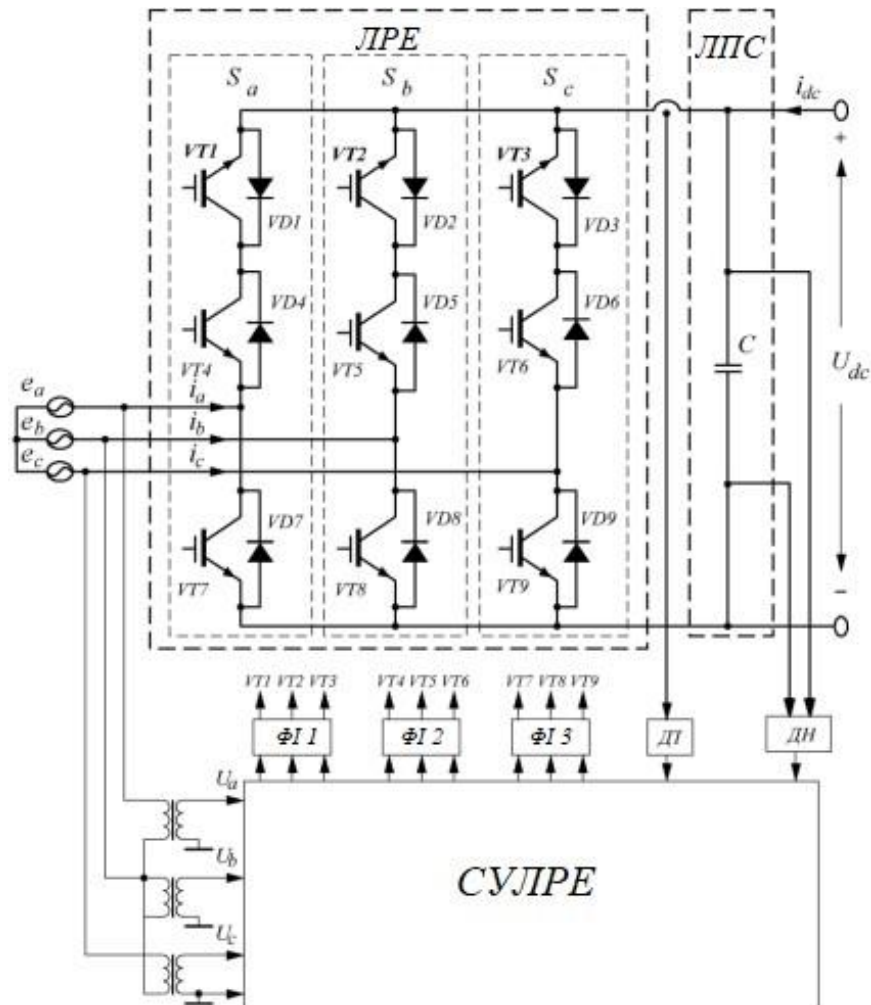 ЛРЕ
ЛПС
S a
S b
S c
i dc
+
VT1
VT2
VT3
VD1
VD2
VD3
VD4
VD5
VD6
VT4
VT5
VT6
C
U dc
e a
i a
e b
i b
e c
i c
VD7
VD8
VD9
VT7
VT8
VT9
–
VT1 VT2 VT3
VT4 VT5 VT6
VT7 VT8 VT9
ФІ 1
ФІ 2
ФІ 3
ДТ
ДН
U a
U b
U c
СУЛРЕ